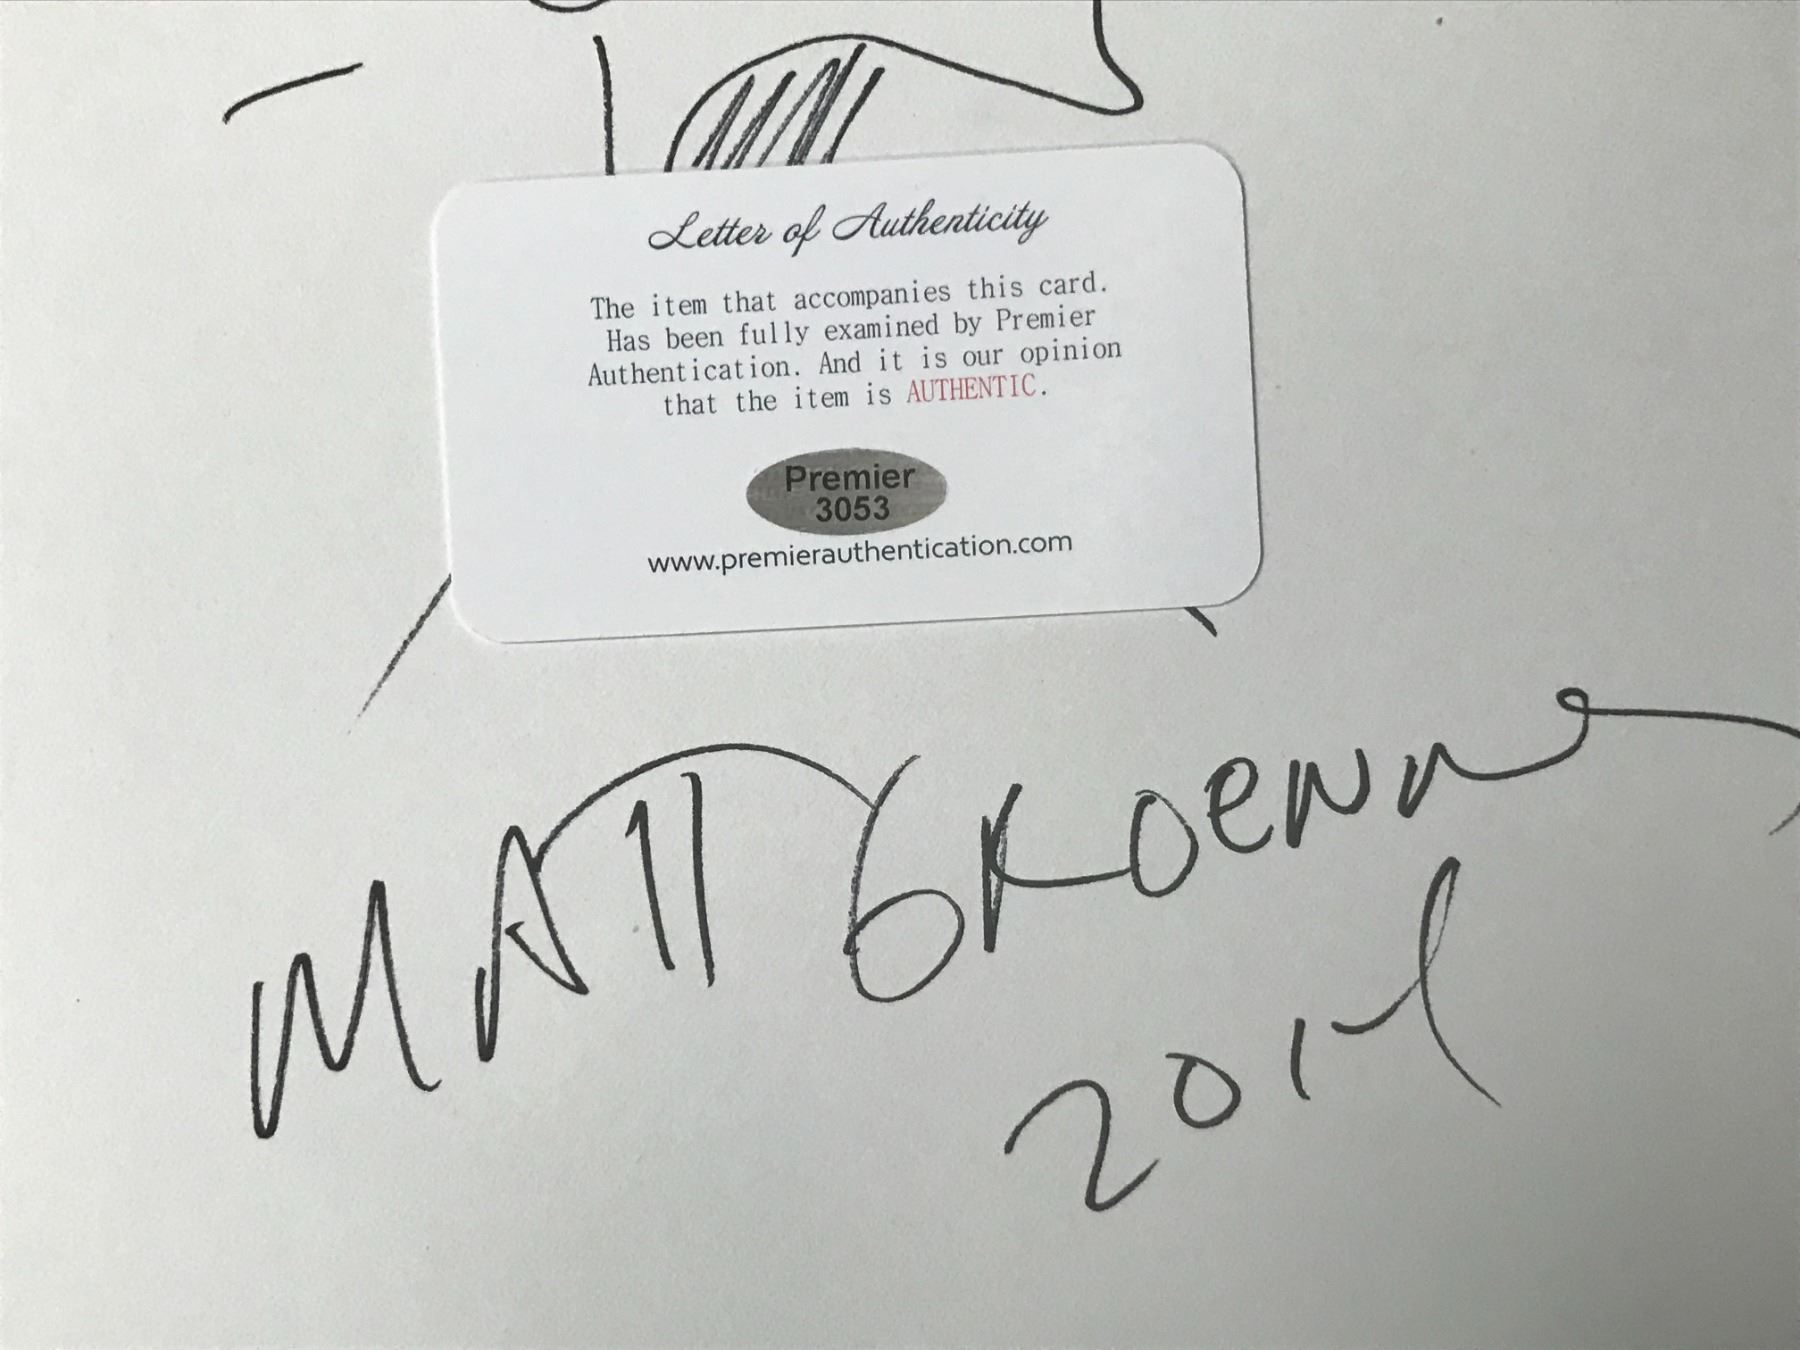 Letter of Authenticity
The item that accompanies this card.
Has been fully examined by Premier
Authentication. And it is our opinion
that the item is AUTHENTIC.
Premier
3053
www.premierauthentication.com
MATT GROENN
2014